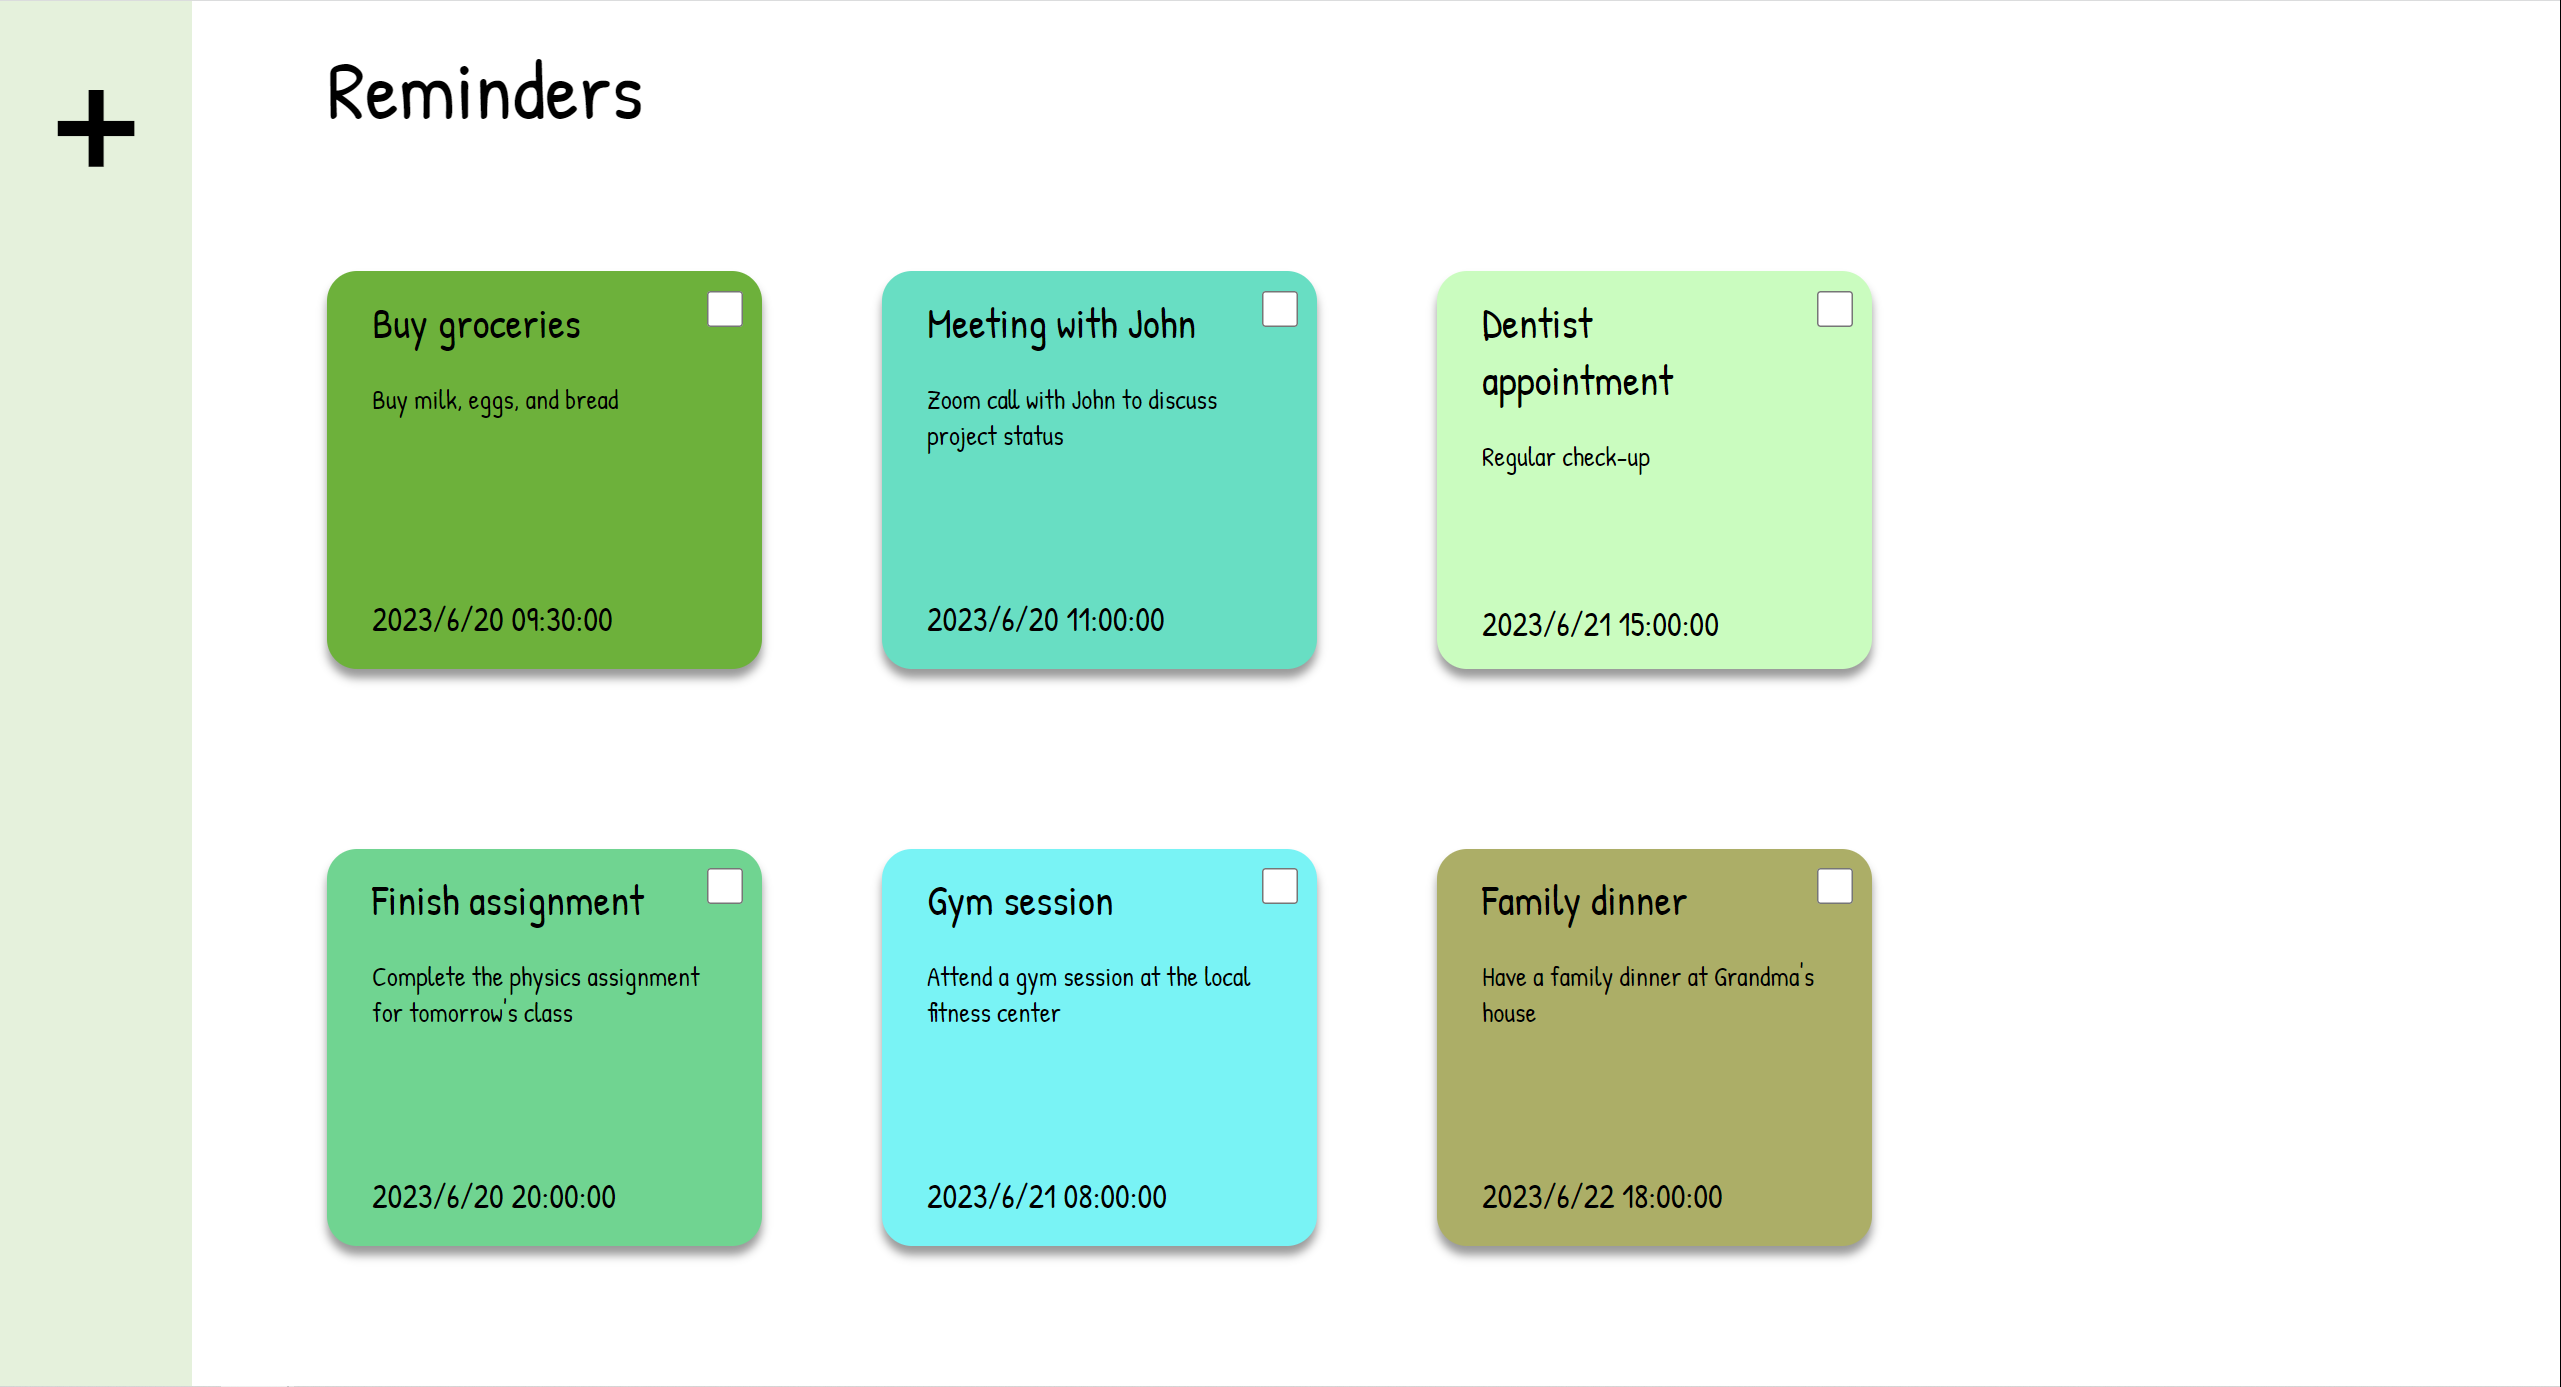 Reminders
Buy groceries
Buy milk, eggs, and bread
2023/6/20 09:30:00
Meeting with John
Zoom call with John to discuss
project status
2023/6/20 11:00:00
Dentist
appointment
Regular check-up
2023/6/21 15:00:00
Finish assignment
Complete the physics assignment
for tomorrow's class
2023/6/20 20:00:00
Gym session
Attend a gym session at the local
fitness center
2023/6/21 08:00:00
Family dinner
Have a family dinner at Grandma's
house
2023/6/22 18:00:00